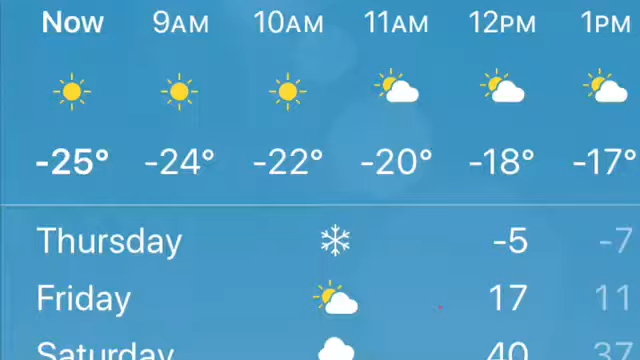 Now 9AM 10AM 11AM 12PM 1PM
-25° -24° -22° -20° -18° -17°
Thursday -5 -7
Friday 17 11
Saturday 40 37